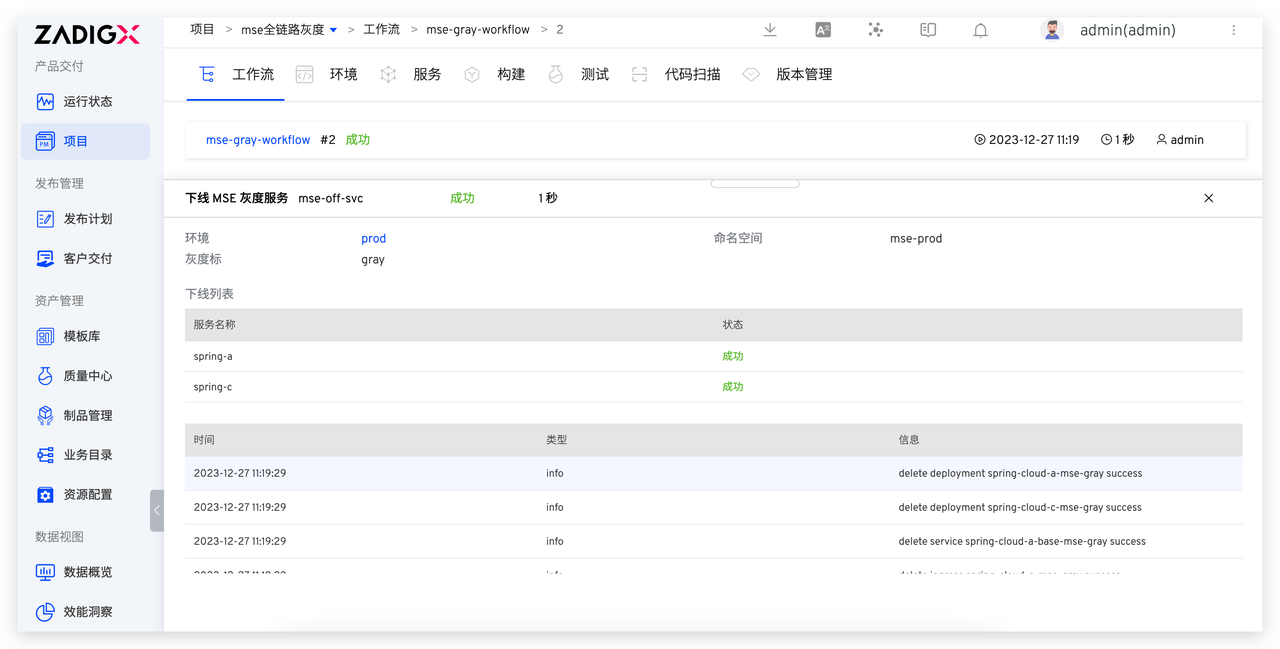 ZADIGX
项目 > mse全链路灰度 > 工作流 > mse-gray-workflow > 2
admin(admin)
产品交付
运行状态
项目
发布管理
发布计划
客户交付
资产管理
模板库
质量中心
制品管理
业务目录
资源配置
数据视图
数据概览
效能洞察
工作流 环境 服务 构建 测试 代码扫描 版本管理
mse-gray-workflow #2 成功 2023-12-27 11:19 1 秒 admin
下线 MSE 灰度服务 mse-off-svc 成功 1 秒
环境 prod 命名空间 mse-prod
灰度标 gray
下线列表
服务名称 状态
spring-a 成功
spring-c 成功
时间 类型 信息
2023-12-27 11:19:29 info delete deployment spring-cloud-a-mse-gray success
2023-12-27 11:19:29 info delete deployment spring-cloud-c-mse-gray success
2023-12-27 11:19:29 info delete service spring-cloud-a-base-mse-gray success